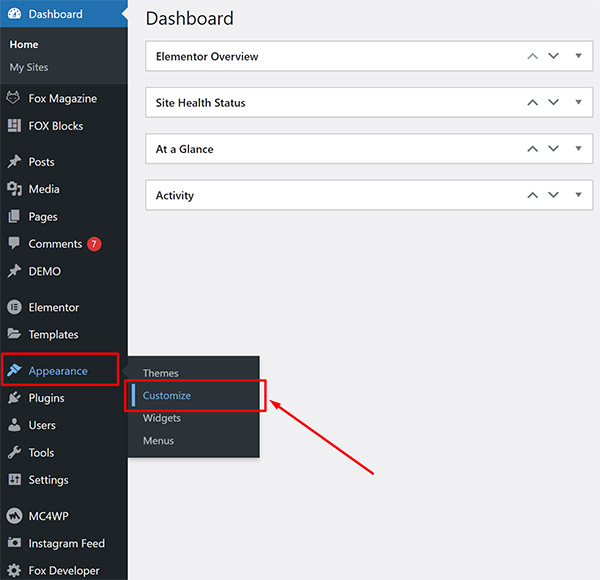 Dashboard
Home
My Sites
Fox Magazine
FOX Blocks
Posts
Media
Pages
Comments 7
DEMO
Elementor
Templates
Appearance
Plugins
Users
Tools
Settings
MC4WP
Instagram Feed
Fox Developer
Themes
Customize
Widgets
Menus
Dashboard
Elementor Overview
Site Health Status
At a Glance
Activity